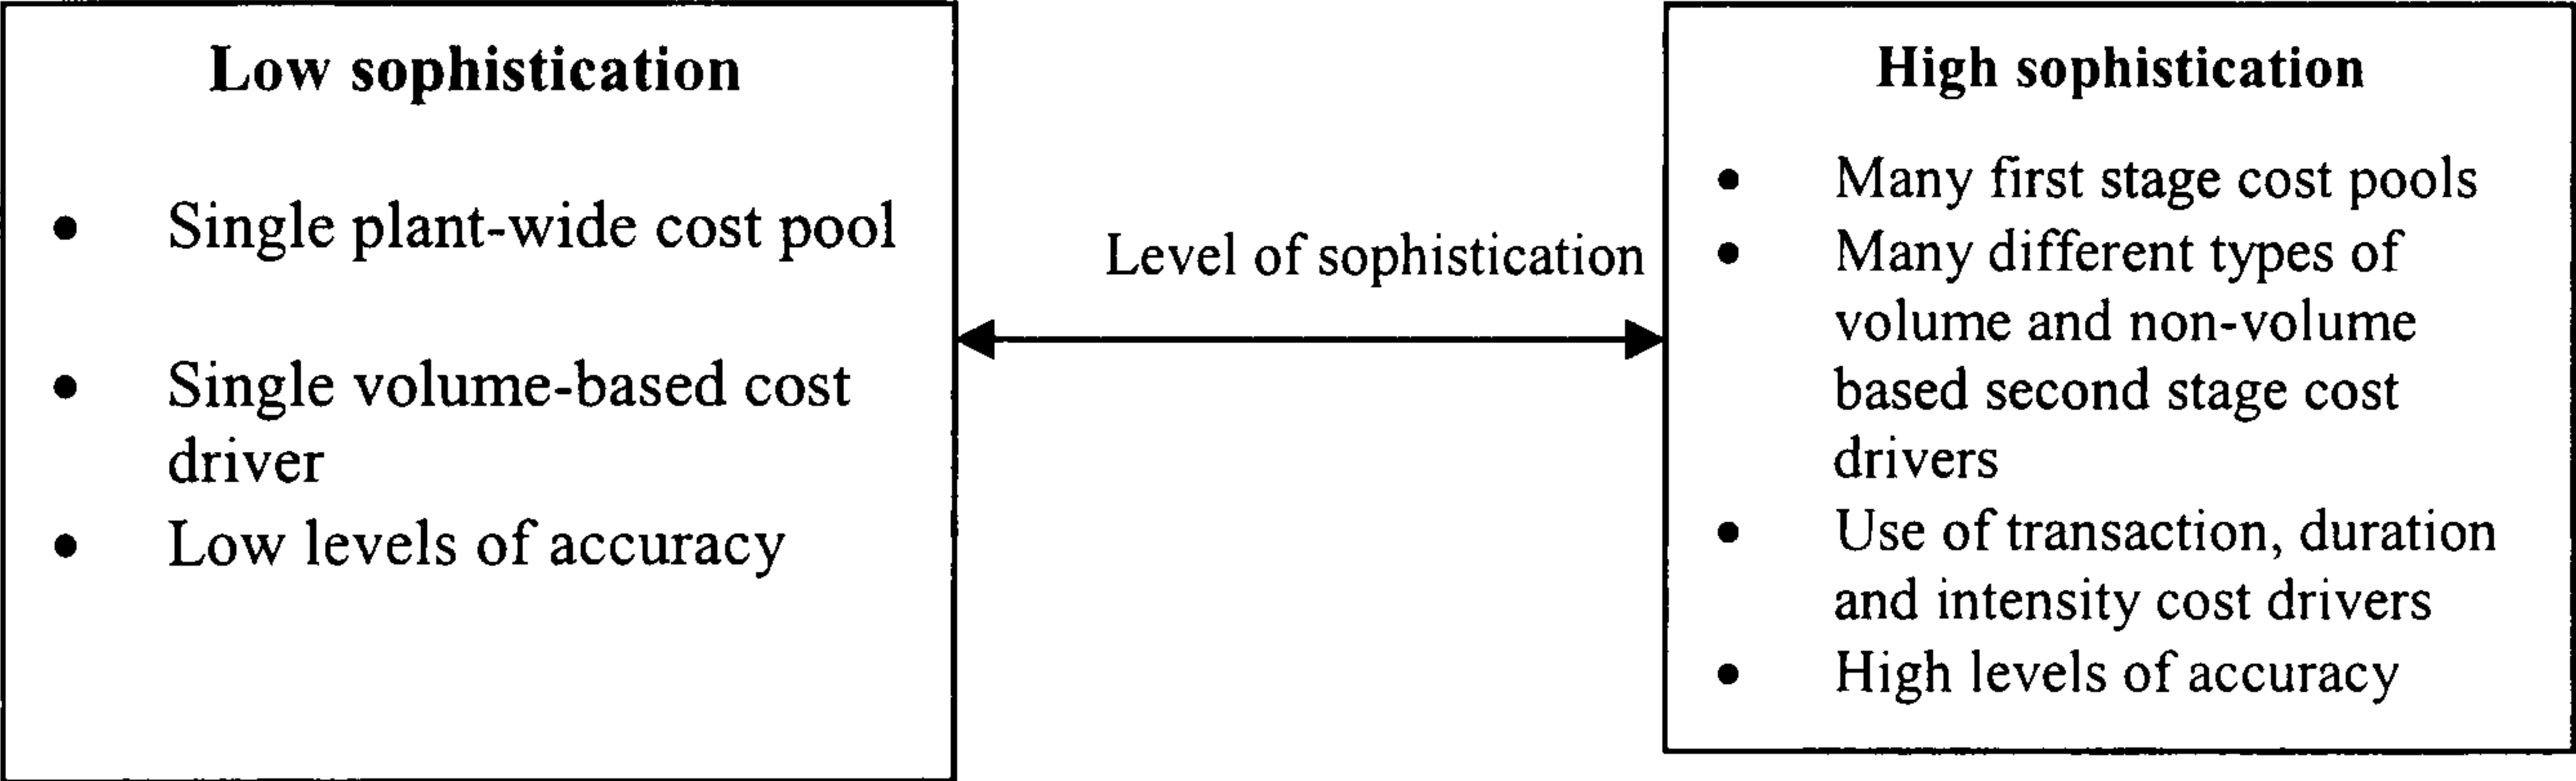 Low sophistication
• Single plant-wide cost pool
• Single volume-based cost
driver
• Low levels of accuracy
Level of sophistication
High sophistication
• Many first stage cost pools
• Many different types of
volume and non-volume
based second stage cost
drivers
• Use of transaction, duration
and intensity cost drivers
• High levels of accuracy